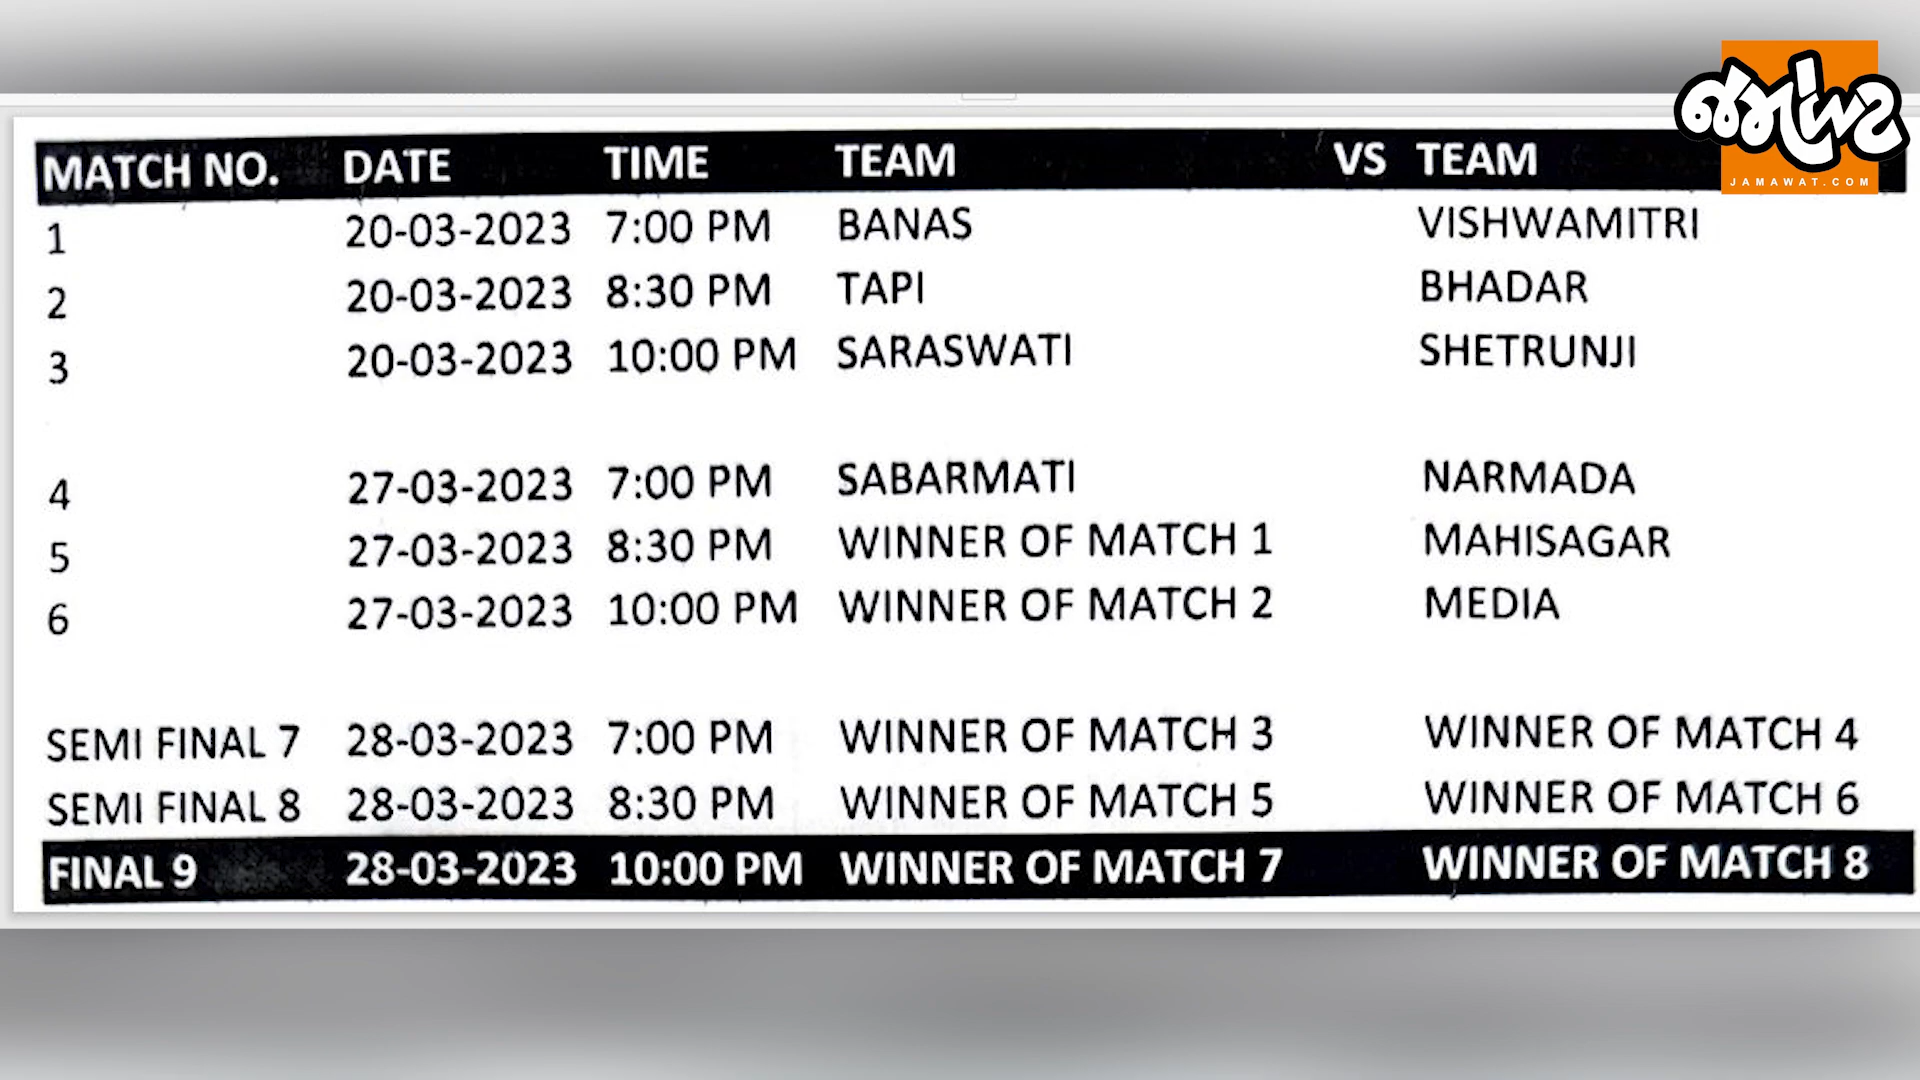 જમાવટ
JAMAWAT.COM
MATCH NO. DATE TIME TEAM VS TEAM
1 20-03-2023 7:00 PM BANAS VISHWAMITRI
2 20-03-2023 8:30 PM TAPI BHADAR
3 20-03-2023 10:00 PM SARASWATI SHETRUNJI
4 27-03-2023 7:00 PM SABARMATI NARMADA
5 27-03-2023 8:30 PM WINNER OF MATCH 1 MAHISAGAR
6 27-03-2023 10:00 PM WINNER OF MATCH 2 MEDIA
SEMI FINAL 7 28-03-2023 7:00 PM WINNER OF MATCH 3 WINNER OF MATCH 4
SEMI FINAL 8 28-03-2023 8:30 PM WINNER OF MATCH 5 WINNER OF MATCH 6
FINAL 9 28-03-2023 10:00 PM WINNER OF MATCH 7 WINNER OF MATCH 8